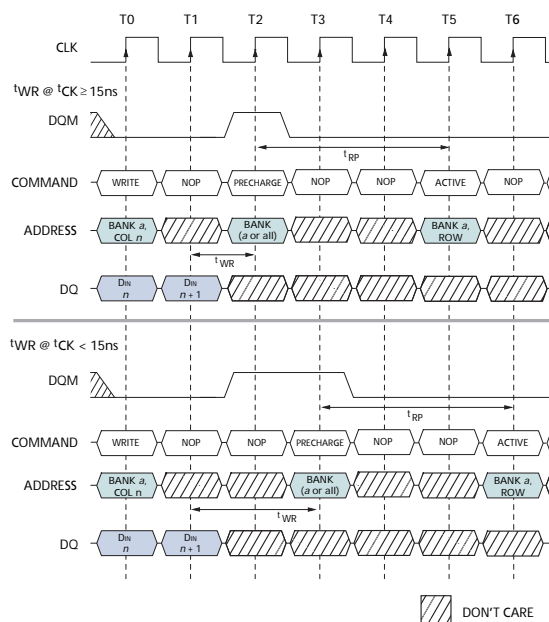 T0 T1 T2 T3 T4 T5 T6
CLK
tWR @ tCK ≥ 15ns
DQM
tRP
COMMAND WRITE NOP PRECHARGE NOP NOP ACTIVE NOP
ADDRESS BANK a, COL n BANK (a or all) BANK a, ROW
tWR
DQ DIN n DIN n + 1
tWR @ tCK < 15ns
DQM
tRP
COMMAND WRITE NOP NOP PRECHARGE NOP NOP ACTIVE
ADDRESS BANK a, COL n BANK (a or all) BANK a, ROW
tWR
DQ DIN n DIN n + 1
DON'T CARE